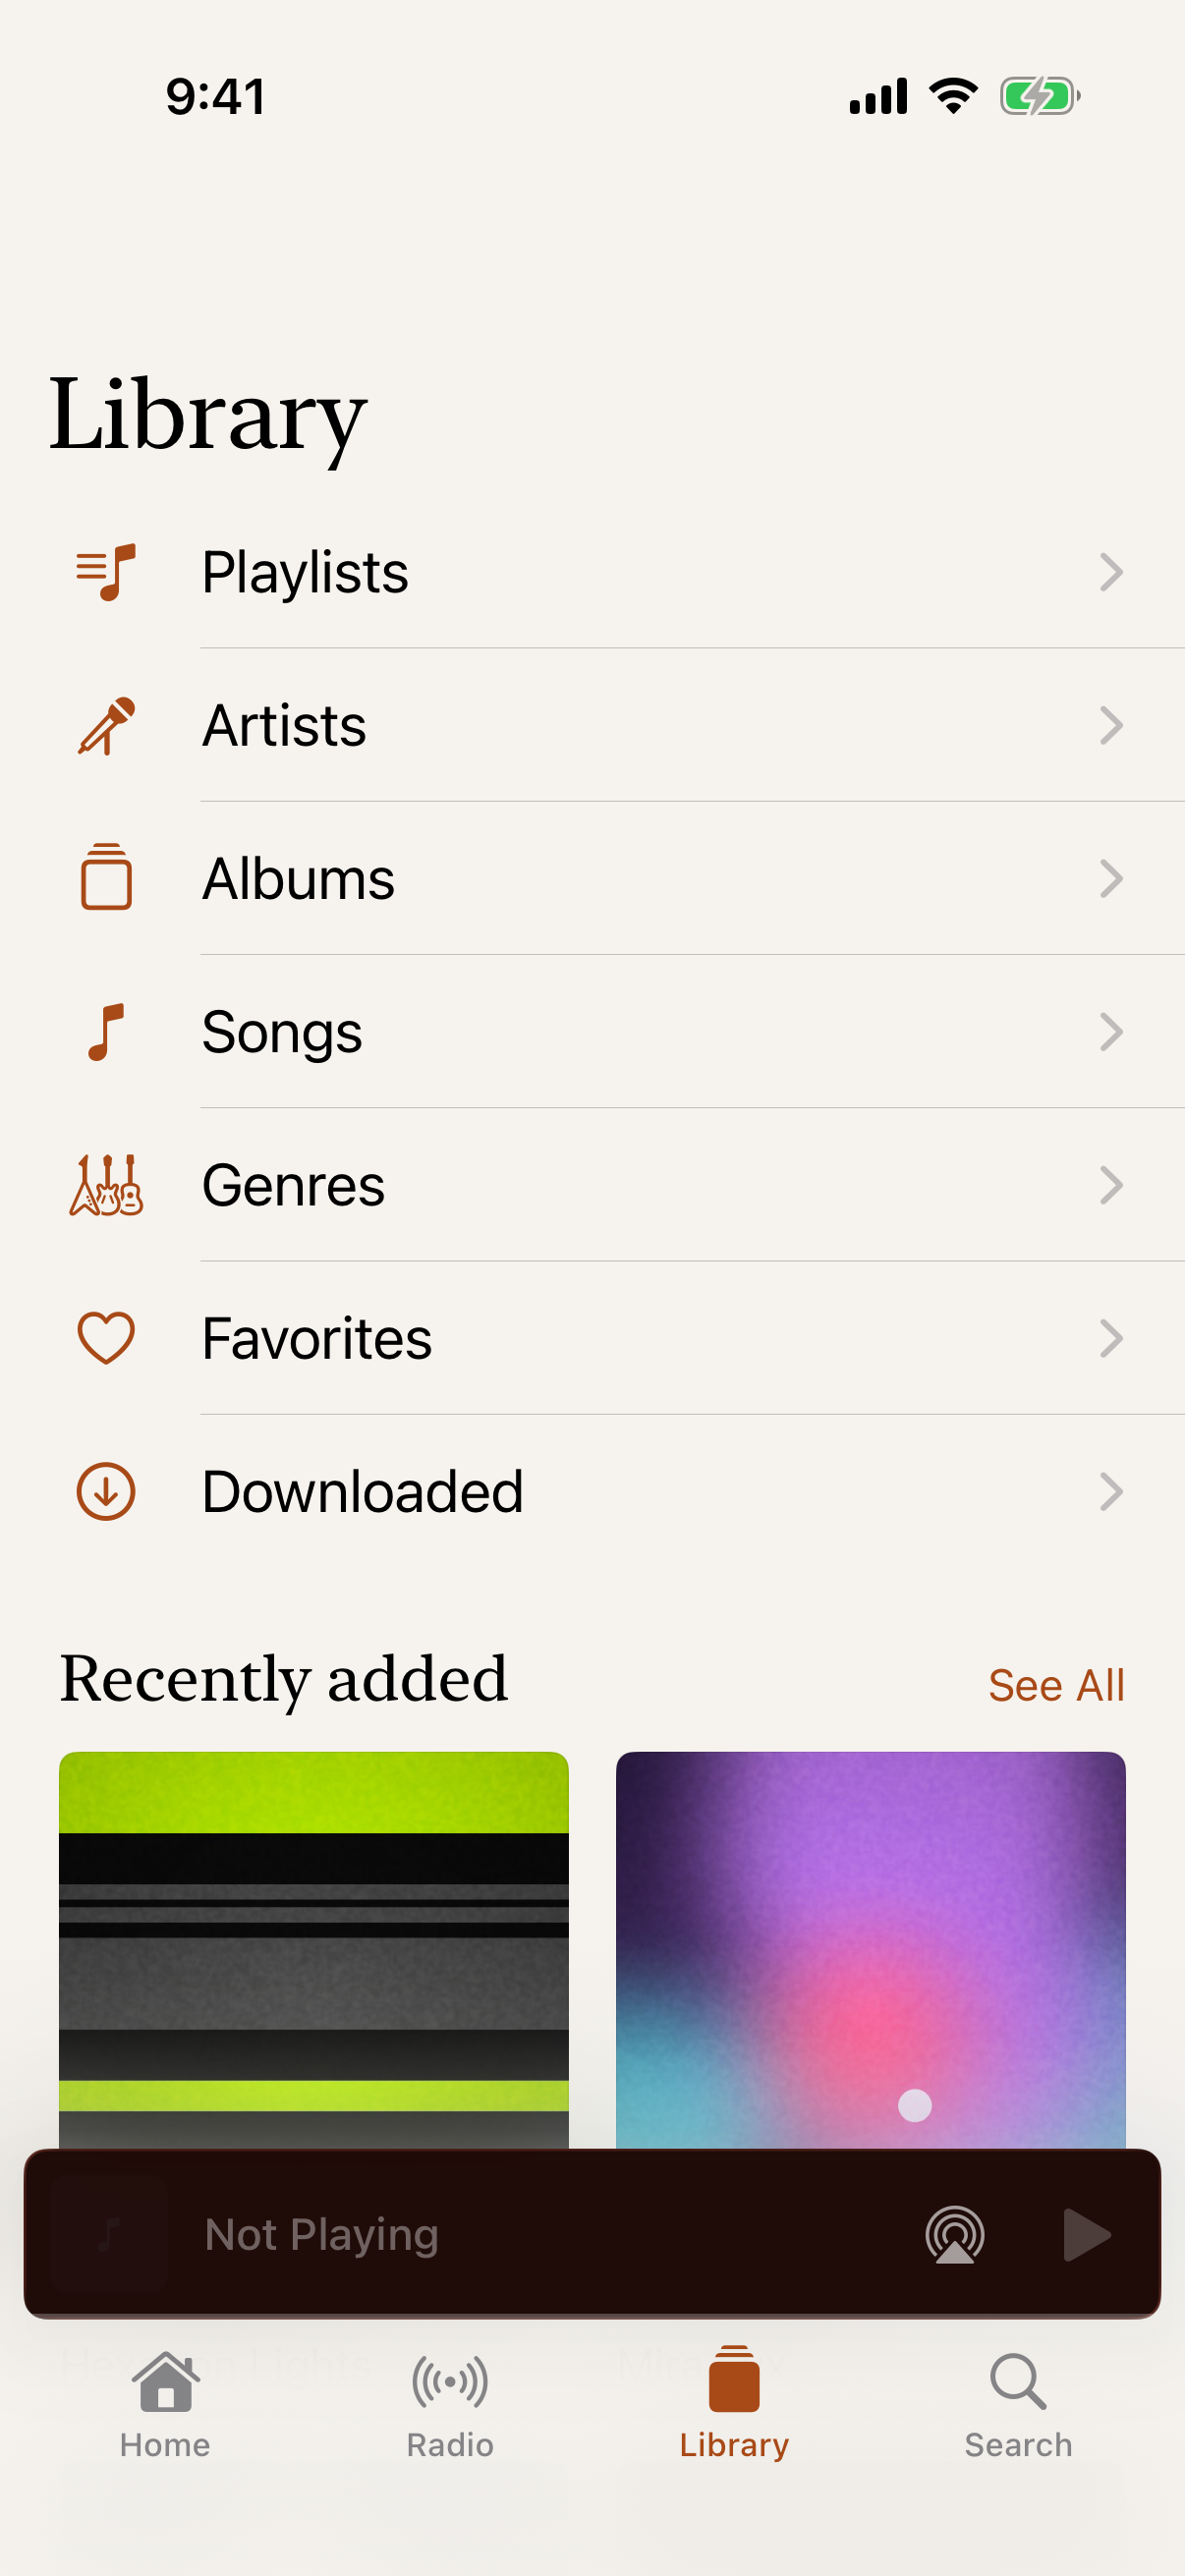 9:41
Library
Playlists
Artists
Albums
Songs
Genres
Favorites
Downloaded
Recently added
See All
Not Playing
Home
Radio
Library
Search